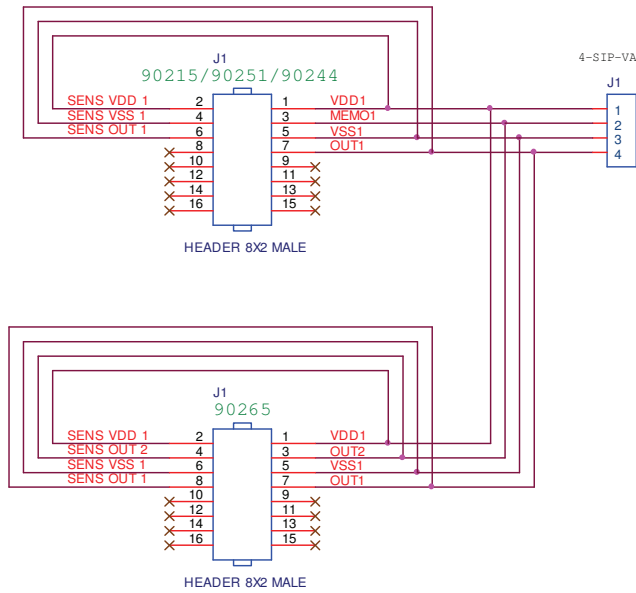 4-SIP-VA
J1
J1
90215/90251/90244
SENS VDD 1 2 1 VDD1 1
SENS VSS 1 4 3 MEMO1 2
SENS OUT 1 6 5 VSS1 3
8 7 OUT1 4
10 9
12 11
14 13
16 15
HEADER 8X2 MALE
J1
90265
SENS VDD 1 2 1 VDD1
SENS OUT 2 4 3 OUT2
SENS VSS 1 6 5 VSS1
SENS OUT 1 8 7 OUT1
10 9
12 11
14 13
16 15
HEADER 8X2 MALE